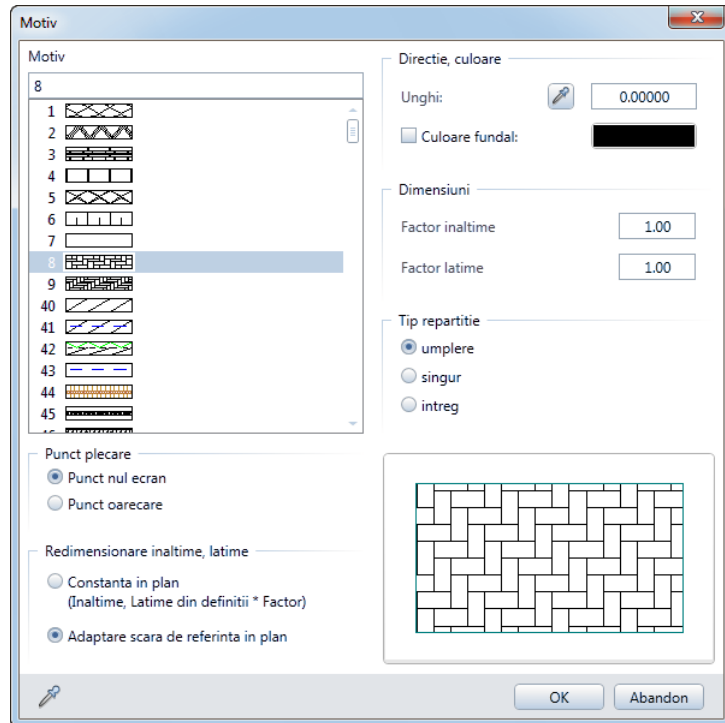 Motiv
Motiv
8
1
2
3
4
5
6
7
8
9
40
41
42
43
44
45
46
Punct plecare
Punct nul ecran
Punct oarecare
Redimensionare inaltime, latime
Constanta in plan
(Inaltime, Latime din definitii * Factor)
Adaptare scara de referinta in plan
Directie, culoare
Unghi: 0.00000
Culoare fundal:
Dimensiuni
Factor inaltime 1.00
Factor latime 1.00
Tip repartitie
umplere
singur
intreg
OK Abandon